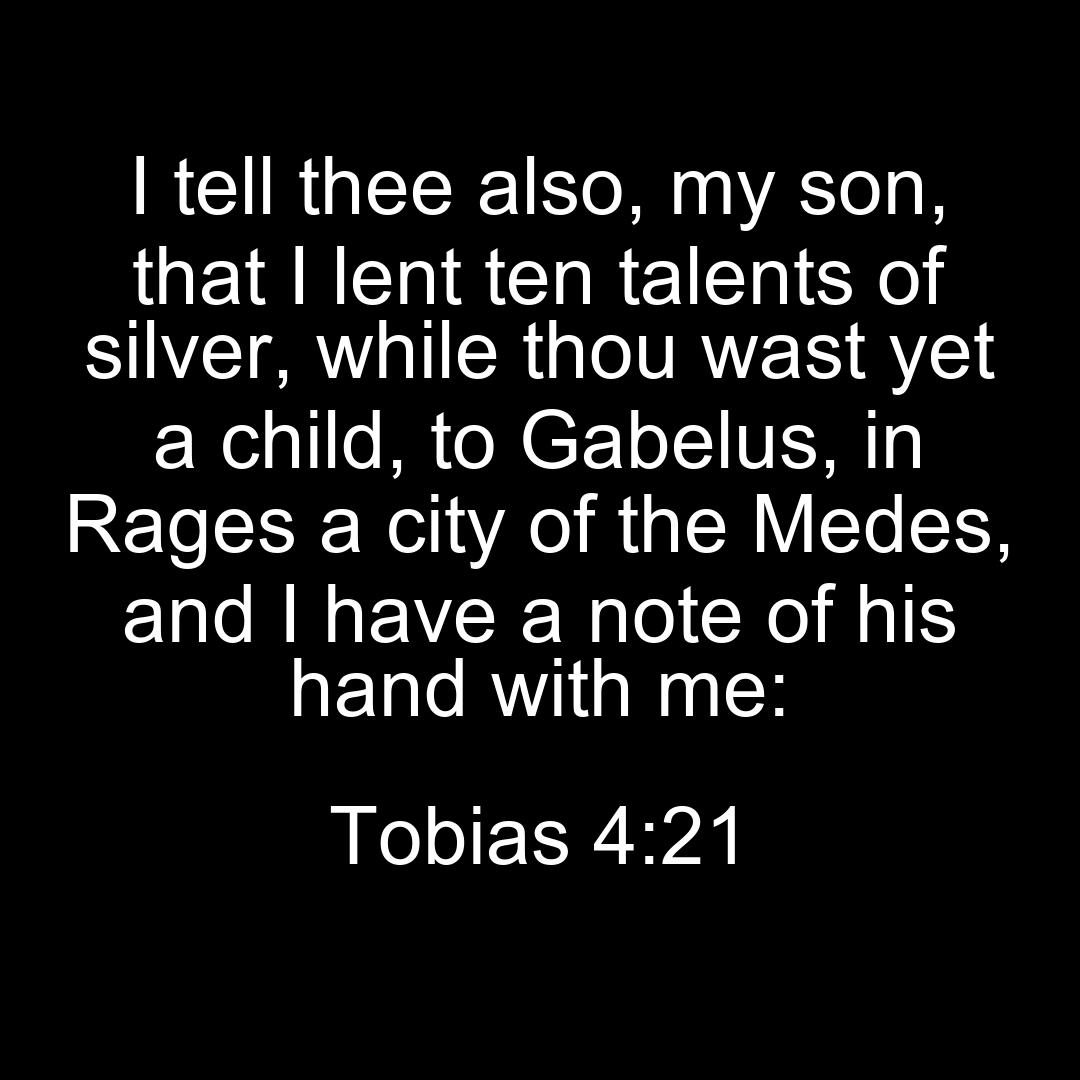 I tell thee also, my son,
that I lent ten talents of
silver, while thou wast yet
a child, to Gabelus, in
Rages a city of the Medes,
and I have a note of his
hand with me:
Tobias 4:21